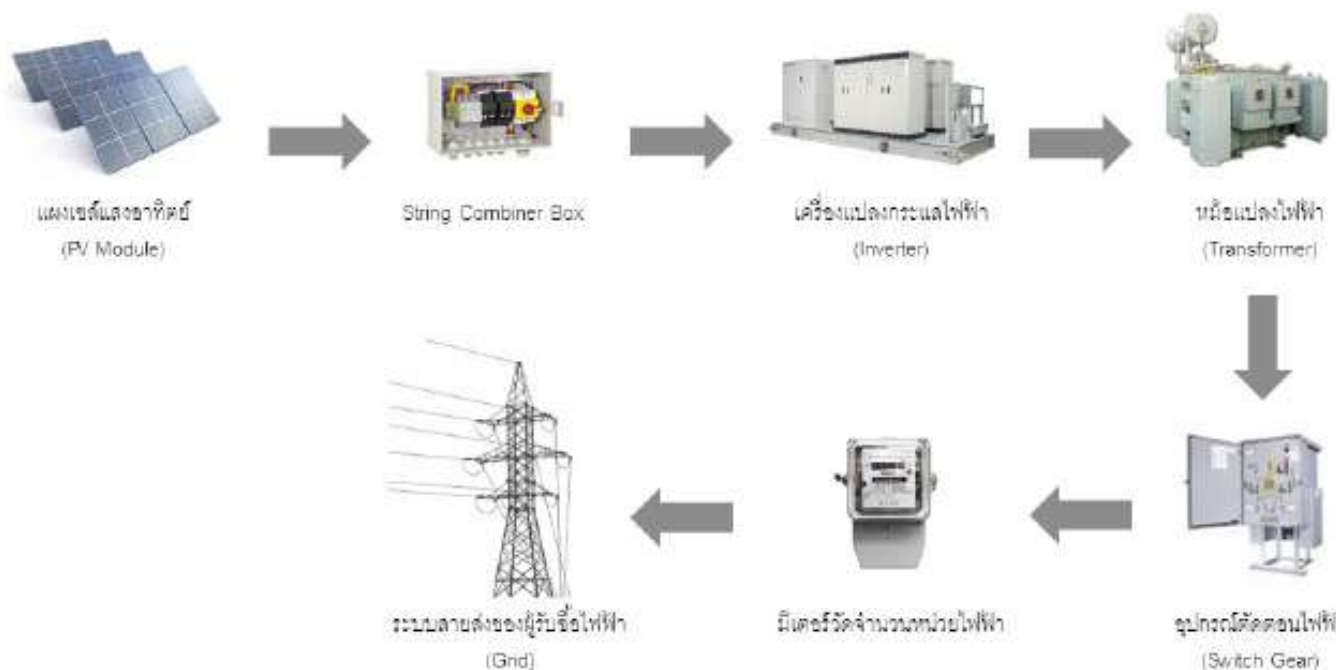 แผงเซล์แสงอาทิตย์
(PV Module)
String Combiner Box
เครื่องแปลงกระแลไฟฟ้า
(Inverter)
หม้อแปลงไฟฟ้า
(Transformer)
ระบบสายส่งของผู้รับซื้อไฟฟ้า
(Grid)
มิเตอร์วัดจำนวนหน่วยไฟฟ้า
อุปกรณ์ตัดตอนไฟฟ้
(Switch Gear)